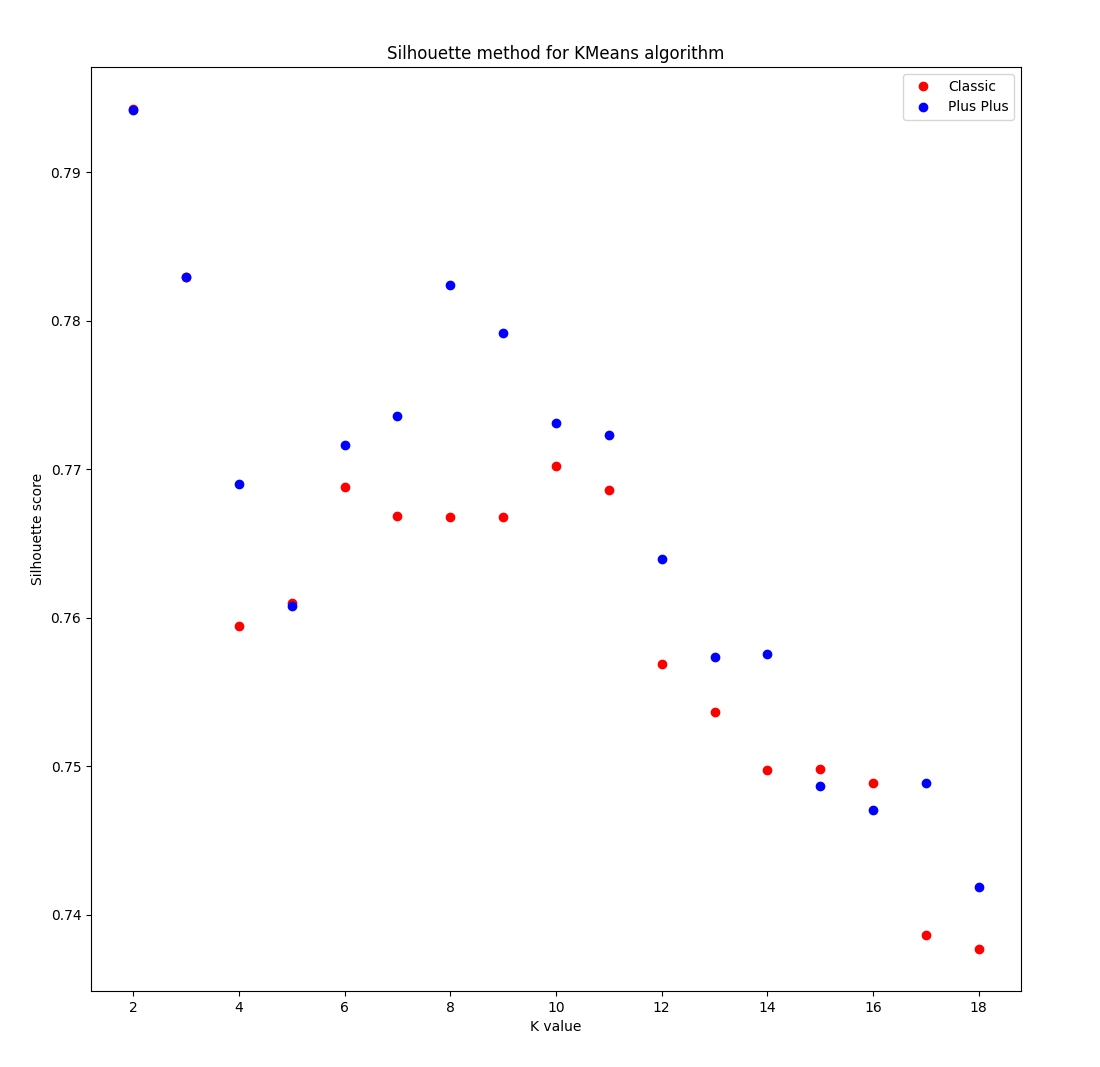 Silhouette method for KMeans algorithm
Classic
Plus Plus
0.79
0.78
0.77
0.76
0.75
0.74
Silhouette score
2 4 6 8 10 12 14 16 18
K value